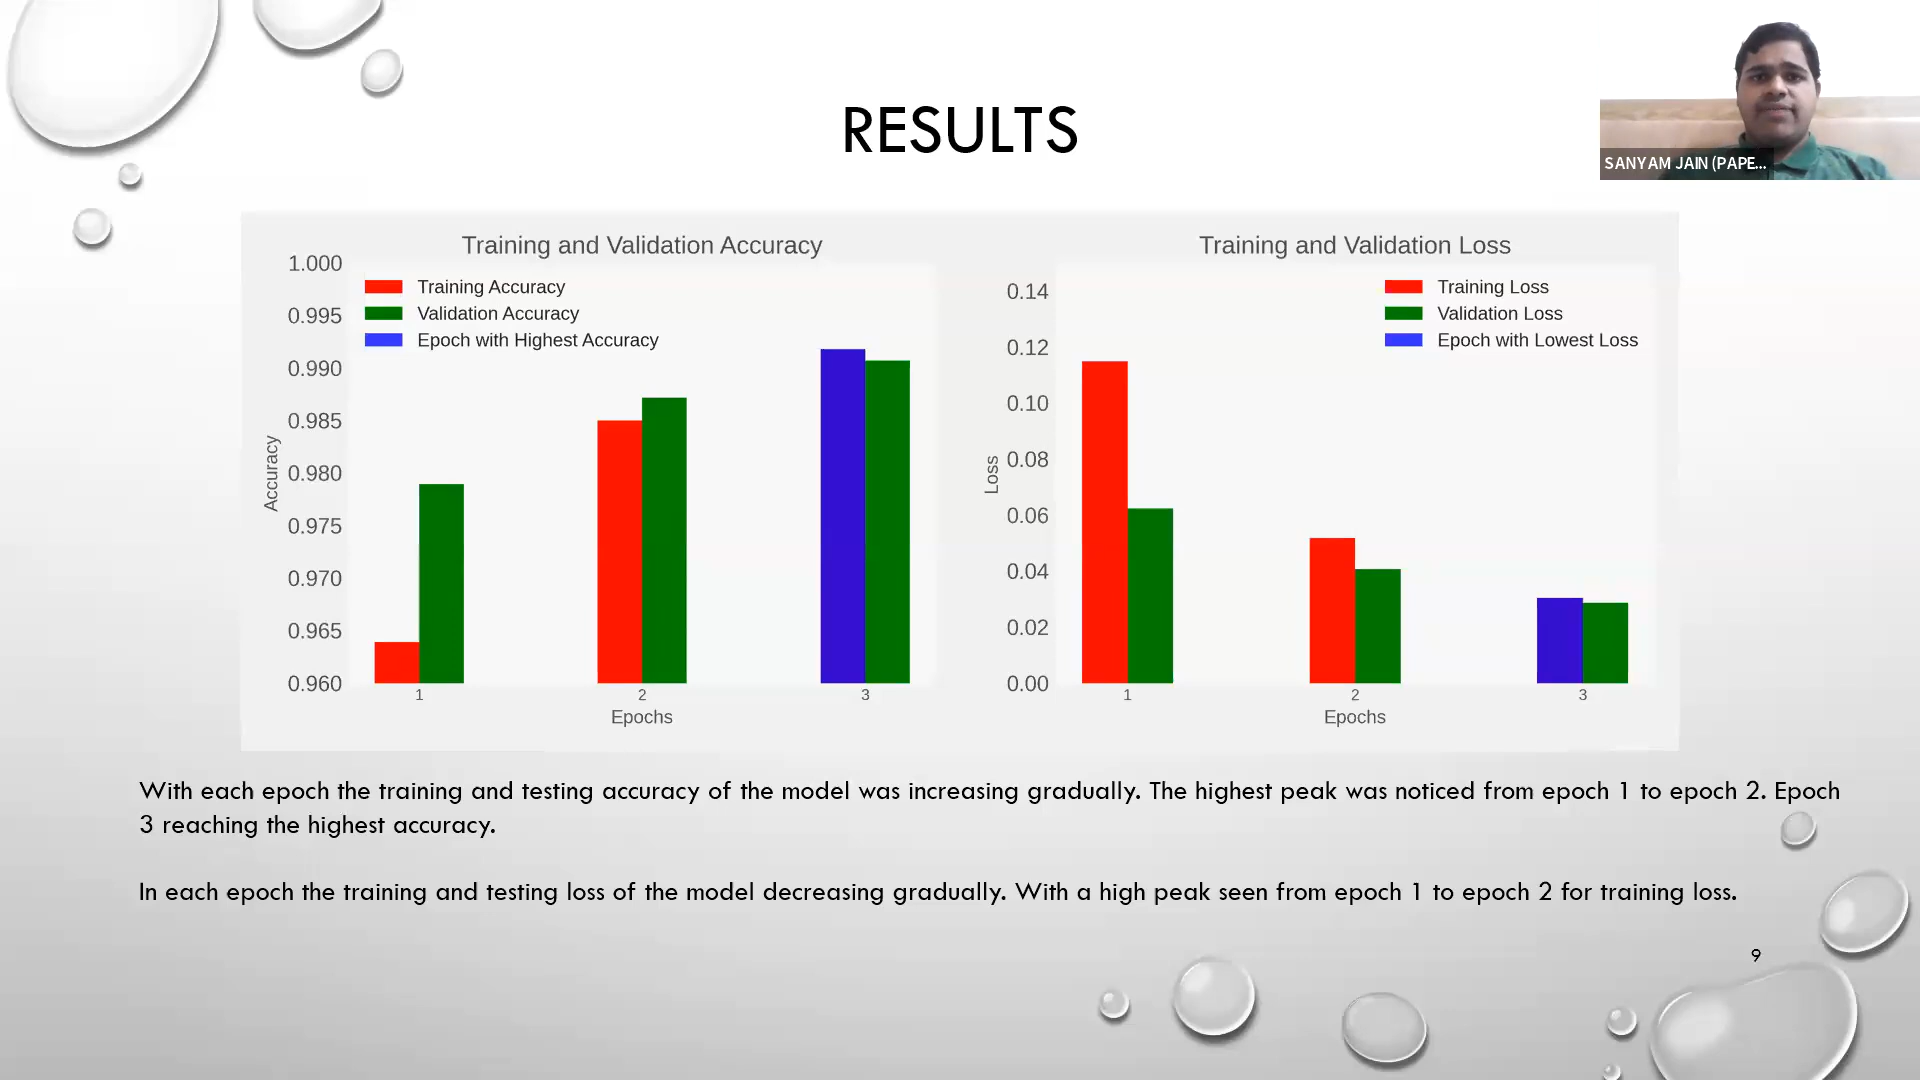 RESULTS
SANYAM JAIN (PAPE...
Training and Validation Accuracy
1.000
0.995
0.990
0.985
0.980
0.975
0.970
0.965
0.960
Accuracy
Training Accuracy
Validation Accuracy
Epoch with Highest Accuracy
1
2
3
Epochs
Training and Validation Loss
0.14
0.12
0.10
0.08
0.06
0.04
0.02
0.00
Loss
Training Loss
Validation Loss
Epoch with Lowest Loss
1
2
3
Epochs
With each epoch the training and testing accuracy of the model was increasing gradually. The highest peak was noticed from epoch 1 to epoch 2. Epoch
3 reaching the highest accuracy.
In each epoch the training and testing loss of the model decreasing gradually. With a high peak seen from epoch 1 to epoch 2 for training loss.
9